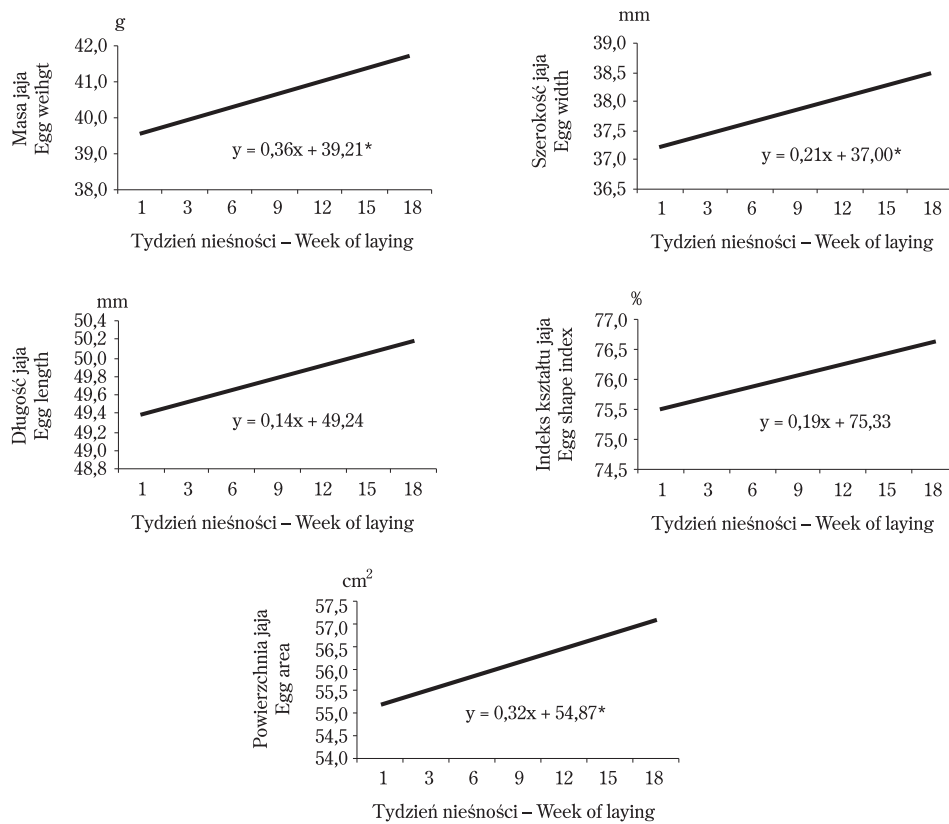 g
Masa jaja
Egg weihgt
42,0
41,0
40,0
39,0
38,0
y = 0,36x + 39,21*
1 3 6 9 12 15 18
Tydzień nieśności – Week of laying
mm
Szerokość jaja
Egg width
39,0
38,5
38,0
37,5
37,0
36,5
y = 0,21x + 37,00*
1 3 6 9 12 15 18
Tydzień nieśności – Week of laying
mm
Długość jaja
Egg length
50,4
50,2
50,0
49,8
49,6
49,4
49,2
49,0
48,8
y = 0,14x + 49,24
1 3 6 9 12 15 18
Tydzień nieśności – Week of laying
%
Indeks kształtu jaja
Egg shape index
77,0
76,5
76,0
75,5
75,0
74,5
y = 0,19x + 75,33
1 3 6 9 12 15 18
Tydzień nieśności – Week of laying
cm²
Powierzchnia jaja
Egg area
57,5
57,0
56,5
56,0
55,5
55,0
54,5
54,0
y = 0,32x + 54,87*
1 3 6 9 12 15 18
Tydzień nieśności – Week of laying